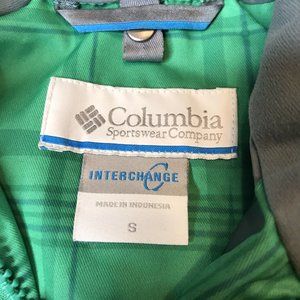 Columbia
Sportswear Company
INTERCHANGE
MADE IN INDONESIA
S